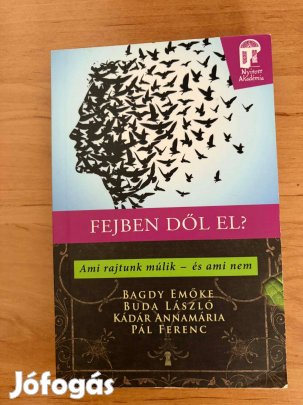 Nyitott
Akadémia
FEJBEN DŐL EL?
Ami rajtunk múlik – és ami nem
BAGDY EMŐKE
BUDA LÁSZLÓ
KÁDÁR ANNAMÁRIA
PÁL FERENC
Jófogás